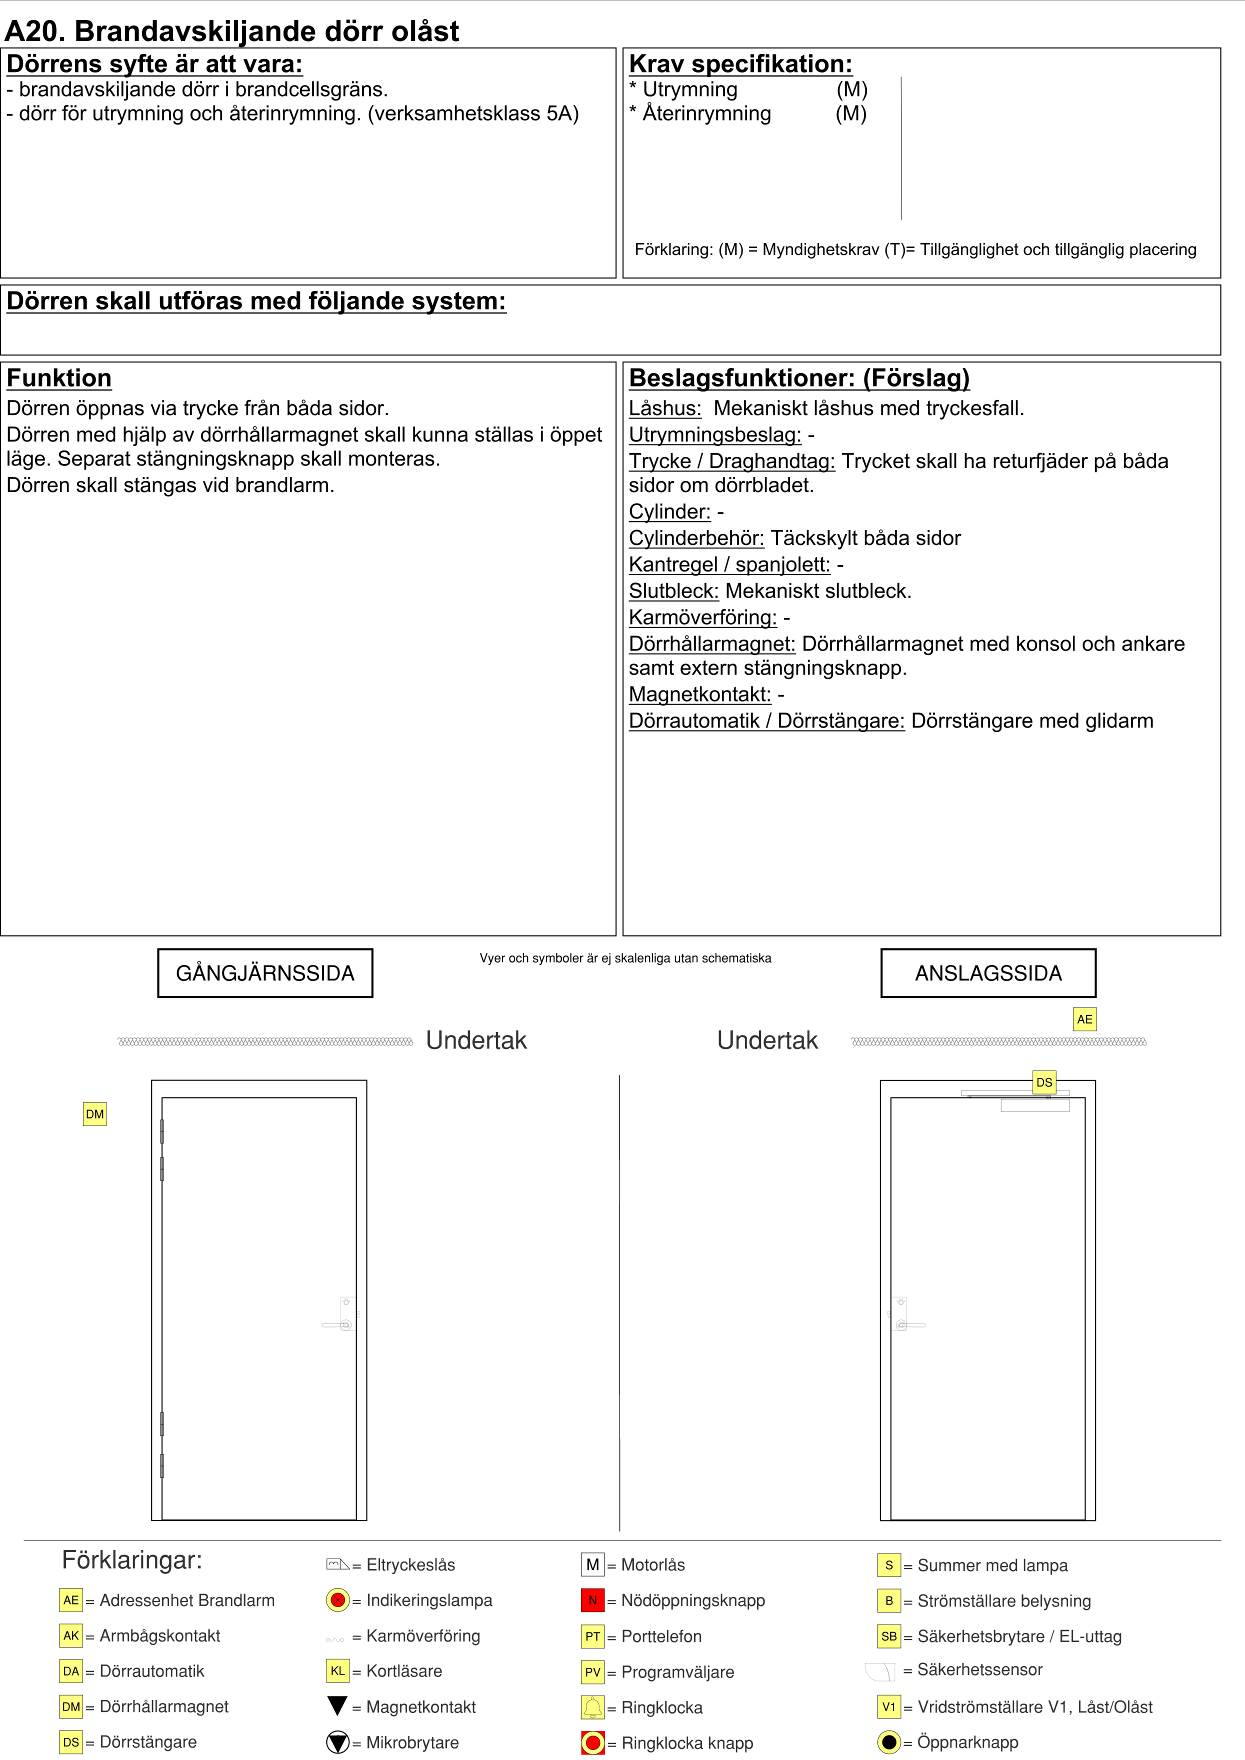 A20. Brandavskiljande dörr olåst
Dörrens syfte är att vara:
- brandavskiljande dörr i brandcellsgräns.
- dörr för utrymning och återinrymning. (verksamhetsklass 5A)
Krav specifikation:
* Utrymning (M)
* Återinrymning (M)
Förklaring: (M) = Myndighetskrav (T)= Tillgänglighet och tillgänglig placering
Dörren skall utföras med följande system:
Funktion
Dörren öppnas via trycke från båda sidor.
Dörren med hjälp av dörrhållarmagnet skall kunna ställas i öppet
läge. Separat stängningsknapp skall monteras.
Dörren skall stängas vid brandlarm.
Beslagsfunktioner: (Förslag)
Låshus: Mekaniskt låshus med tryckesfall.
Utrymningsbeslag: -
Trycke / Draghandtag: Trycket skall ha returfjäder på båda
sidor om dörrbladet.
Cylinder: -
Cylinderbehör: Täckskylt båda sidor
Kantregel / spanjolett: -
Slutbleck: Mekaniskt slutbleck.
Karmöverföring: -
Dörrhållarmagnet: Dörrhållarmagnet med konsol och ankare
samt extern stängningsknapp.
Magnetkontakt: -
Dörrautomatik / Dörrstängare: Dörrstängare med glidarm
GÅNGJÄRNSSIDA
Vyer och symboler är ej skalenliga utan schematiska
ANSLAGSSIDA
AE
Undertak
Undertak
DS
DM
Förklaringar:
AE = Adressenhet Brandlarm
AK = Armbågskontakt
DA = Dörrautomatik
DM = Dörrhållarmagnet
DS = Dörrstängare
= Eltryckeslås
= Indikeringslampa
= Karmöverföring
KL = Kortläsare
= Magnetkontakt
= Mikrobrytare
M = Motorlås
N = Nödöppningsknapp
PT = Porttelefon
PV = Programväljare
= Ringklocka
= Ringklocka knapp
S = Summer med lampa
B = Strömställare belysning
SB = Säkerhetsbrytare / EL-uttag
= Säkerhetssensor
V1 = Vridströmställare V1, Låst/Olåst
= Öppnarknapp